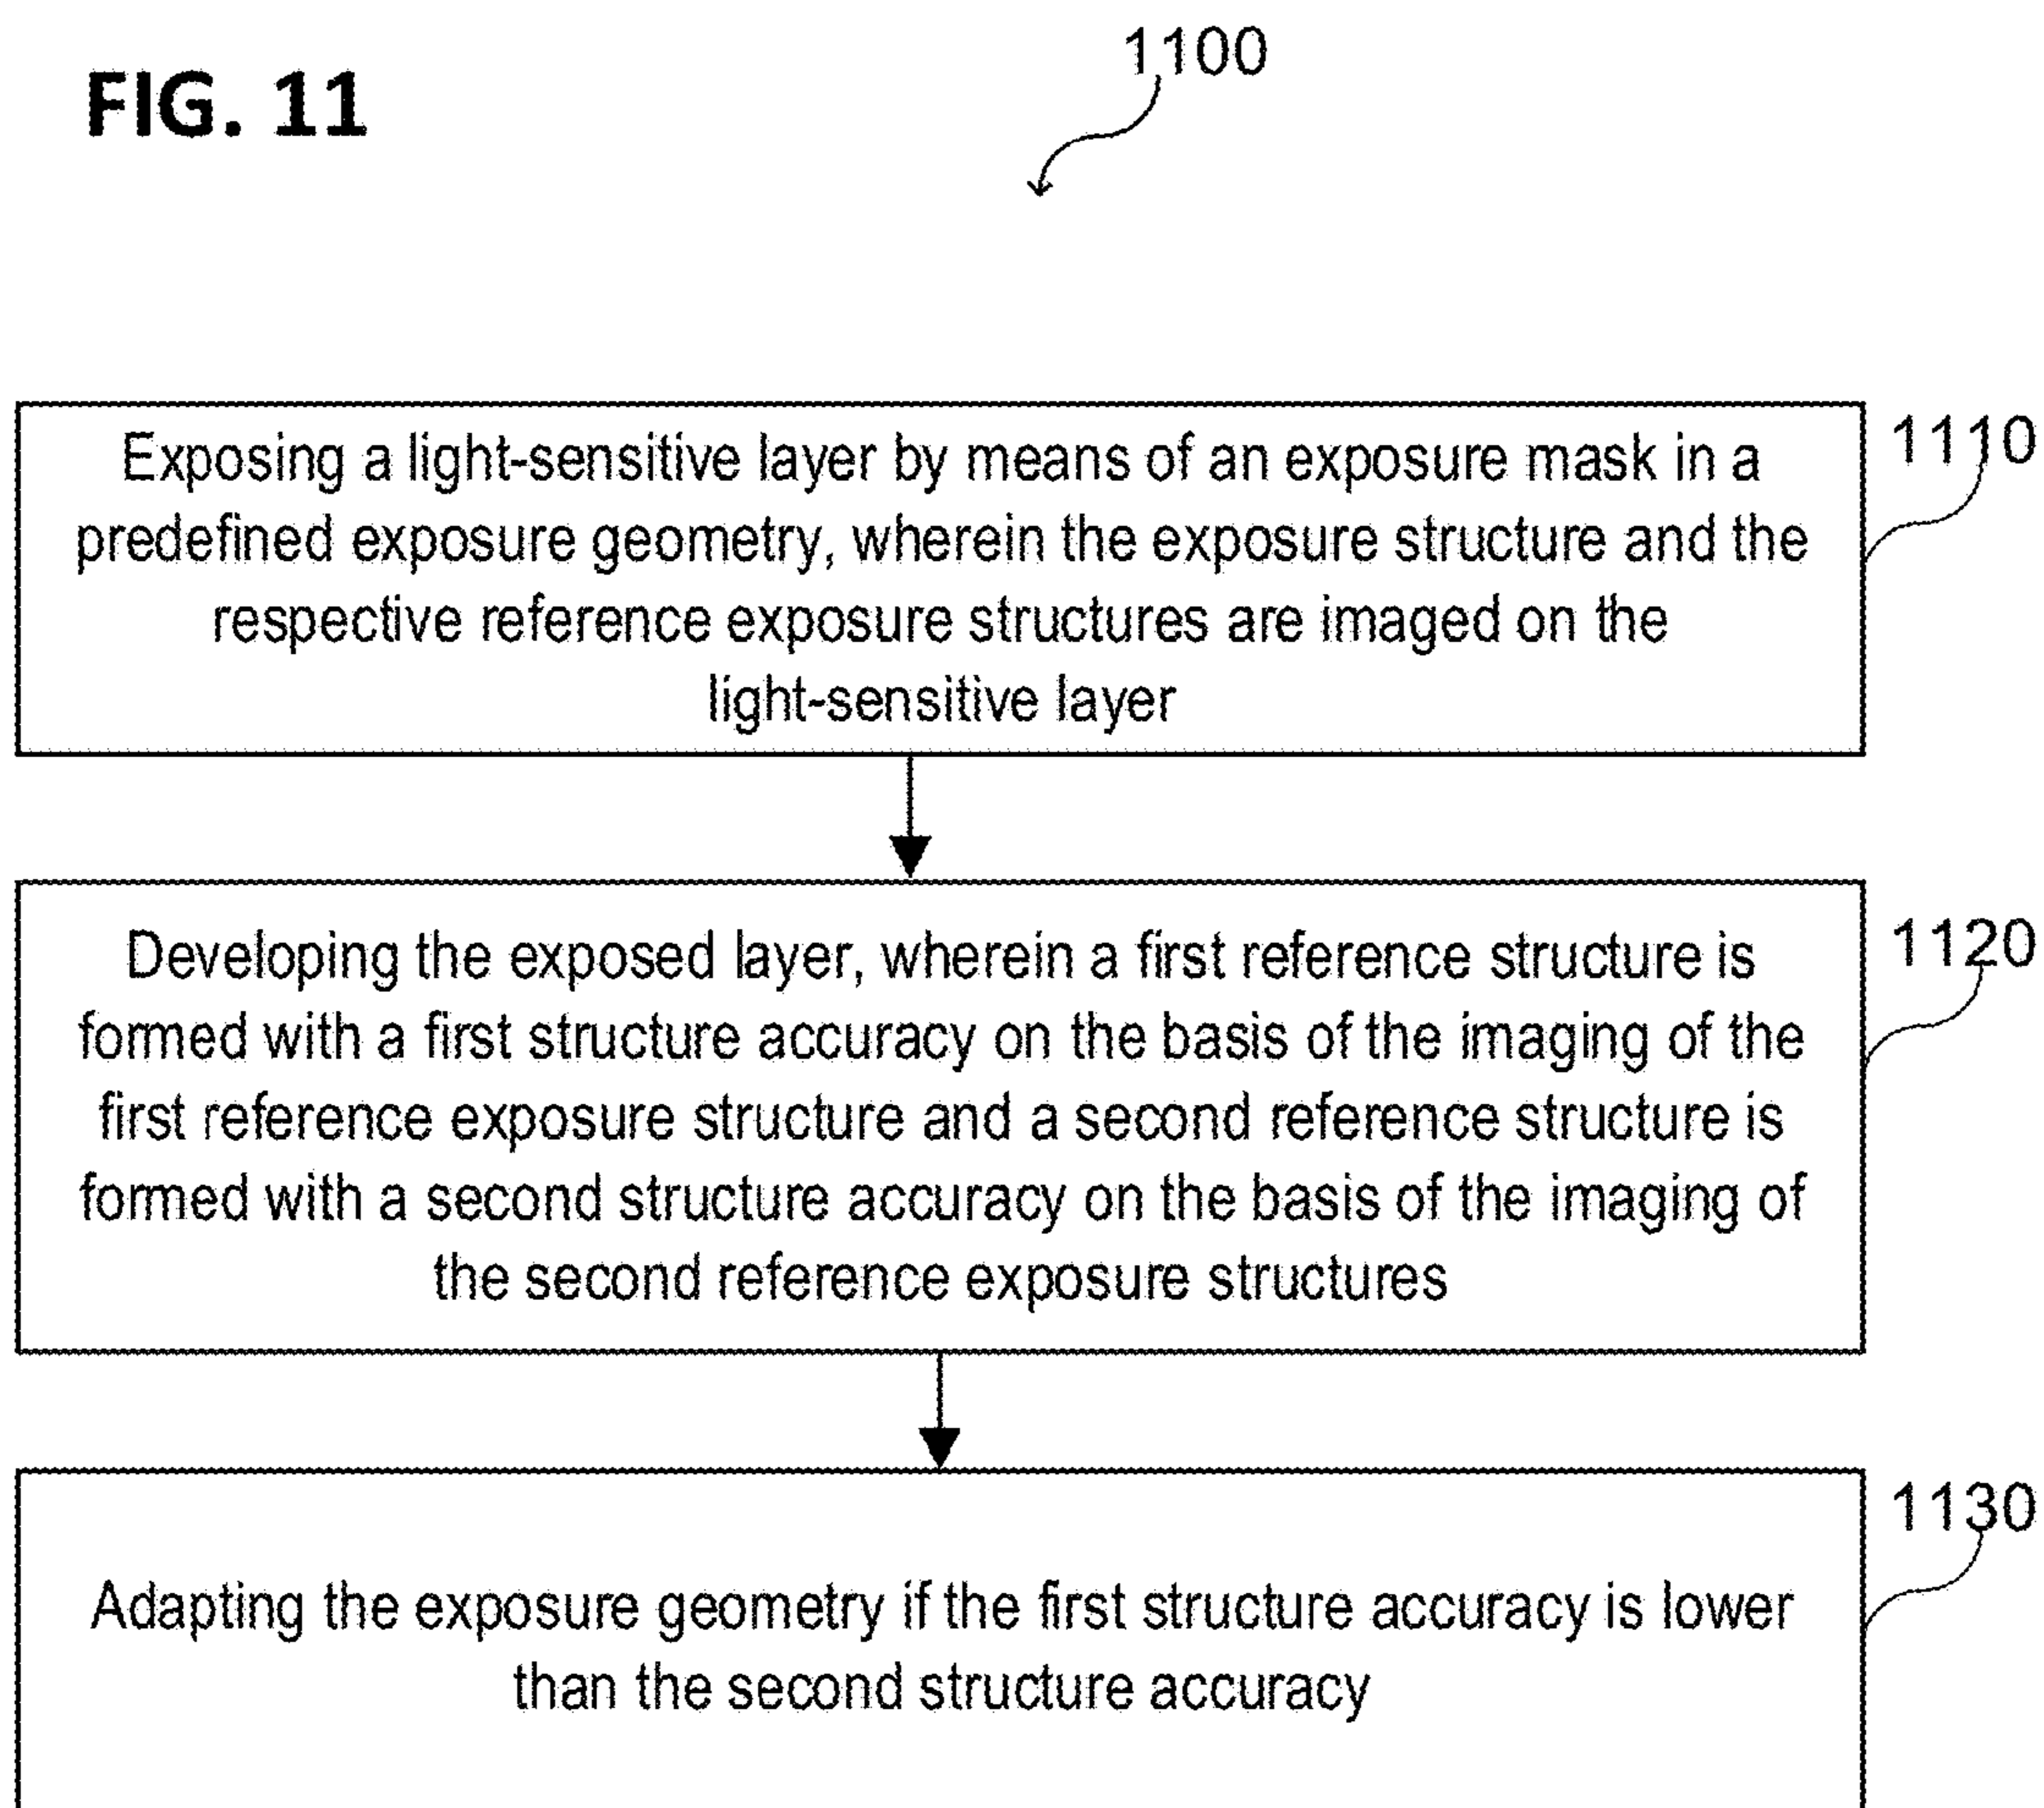 FIG. 11
1100
Exposing a light-sensitive layer by means of an exposure mask in a
predefined exposure geometry, wherein the exposure structure and the
respective reference exposure structures are imaged on the
light-sensitive layer
1110
Developing the exposed layer, wherein a first reference structure is
formed with a first structure accuracy on the basis of the imaging of the
first reference exposure structure and a second reference structure is
formed with a second structure accuracy on the basis of the imaging of
the second reference exposure structures
1120
Adapting the exposure geometry if the first structure accuracy is lower
than the second structure accuracy
1130